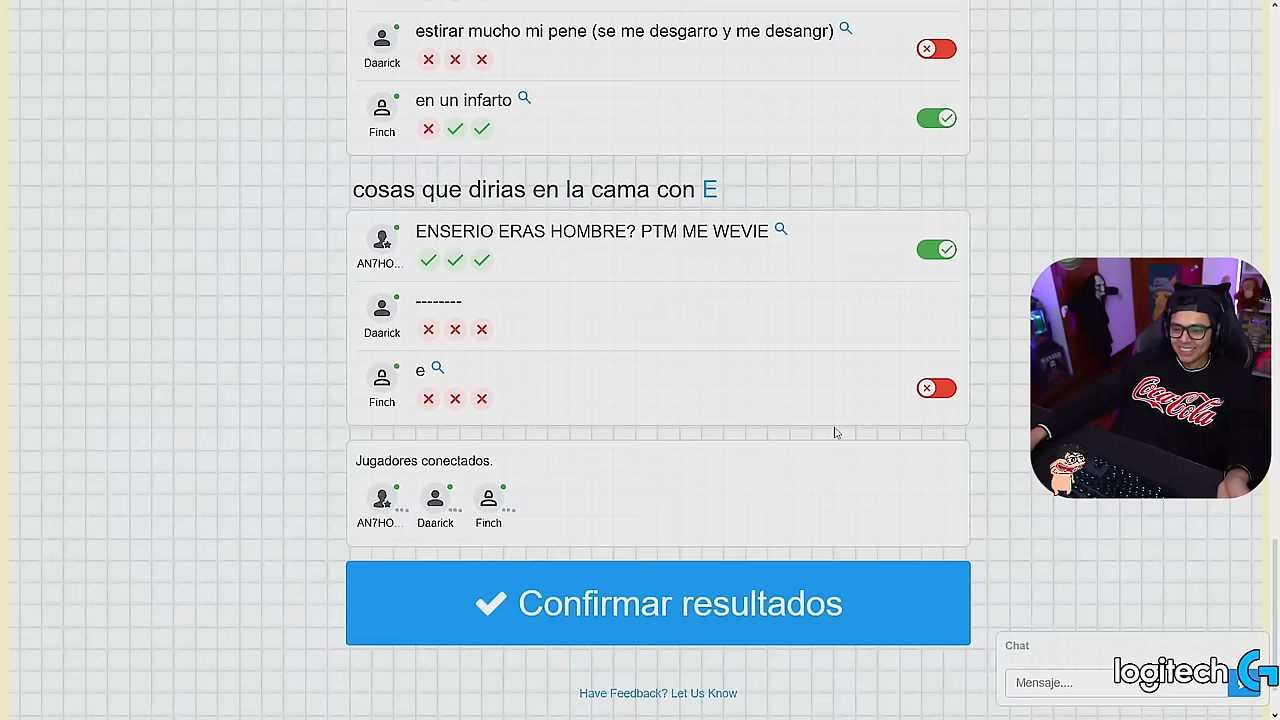 estirar mucho mi pene (se me desgarro y me desangr)
Daarick
en un infarto
Finch
cosas que dirias en la cama con E
ENSERIO ERAS HOMBRE? PTM ME WEVIE
AN7HO...
--------
Daarick
e
Finch
Jugadores conectados.
AN7HO... Daarick Finch
Confirmar resultados
Have Feedback? Let Us Know
Chat
Mensaje....
logitech G
Coca-Cola